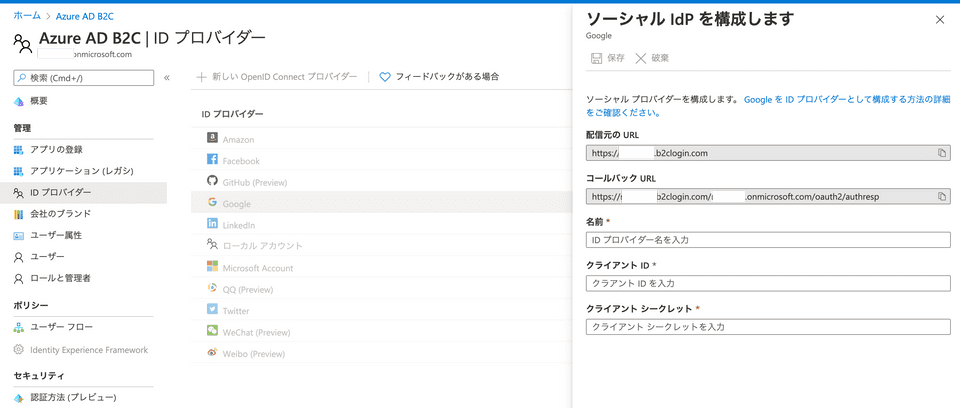 ホーム > Azure AD B2C
Azure AD B2C | ID プロバイダー
onmicrosoft.com
検索 (Cmd+/)
«
概要
管理
アプリの登録
アプリケーション (レガシ)
ID プロバイダー
会社のブランド
ユーザー属性
ユーザー
ロールと管理者
ポリシー
ユーザー フロー
Identity Experience Framework
セキュリティ
認証方法 (プレビュー)
新しい OpenID Connect プロバイダー
フィードバックがある場合
ID プロバイダー
Amazon
Facebook
GitHub (Preview)
Google
LinkedIn
ローカル アカウント
Microsoft Account
QQ (Preview)
Twitter
WeChat (Preview)
Weibo (Preview)
ソーシャル IdP を構成します
Google
保存 破棄
ソーシャル プロバイダーを構成します。 Google を ID プロバイダーとして構成する方法の詳細
をご確認ください。
配信元の URL
https:// .b2clogin.com
コールバック URL
https:// b2clogin.com/ .onmicrosoft.com/oauth2/authresp
名前 *
ID プロバイダー名を入力
クライアント ID *
クラアント ID を入力
クライアント シークレット *
クライアント シークレットを入力